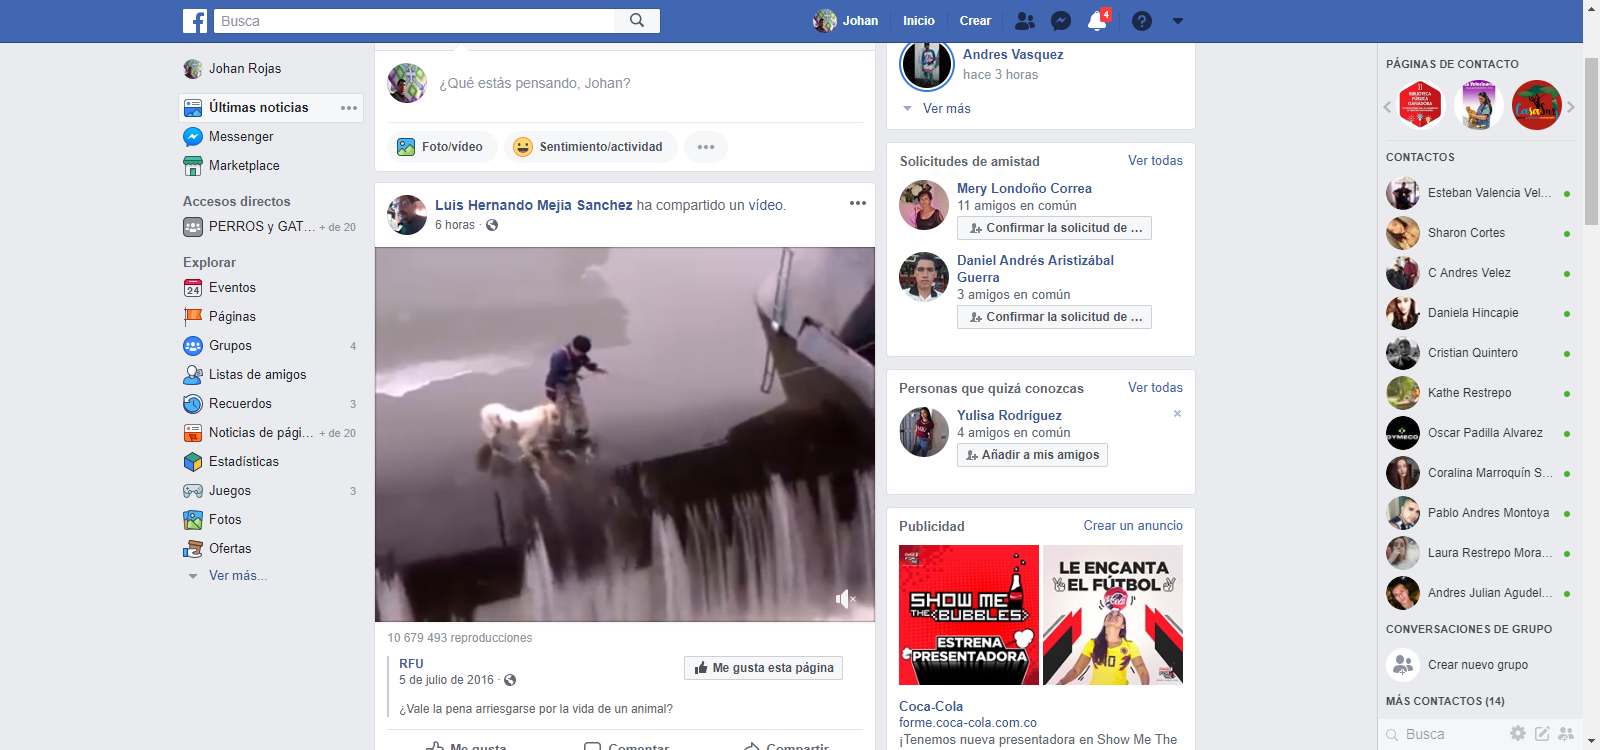 Busca
Johan
Inicio
Crear
4
Johan Rojas
Últimas noticias
Messenger
Marketplace
Accesos directos
PERROS y GAT... + de 20
Explorar
24
Eventos
Páginas
Grupos 4
Listas de amigos
Recuerdos 3
Noticias de pági... + de 20
Estadísticas
Juegos 3
Fotos
Ofertas
Ver más...
¿Qué estás pensando, Johan?
Foto/vídeo
Sentimiento/actividad
Luis Hernando Mejia Sanchez ha compartido un vídeo.
6 horas ·
10 679 493 reproducciones
RFU
5 de julio de 2016 ·
Me gusta esta página
¿Vale la pena arriesgarse por la vida de un animal?
Me gusta
Comentar
Compartir
Andres Vasquez
hace 3 horas
Ver más
Solicitudes de amistad Ver todas
Mery Londoño Correa
11 amigos en común
Confirmar la solicitud de ...
Daniel Andrés Aristizábal
Guerra
3 amigos en común
Confirmar la solicitud de ...
Personas que quizá conozcas Ver todas
Yulisa Rodríguez
4 amigos en común
Añadir a mis amigos
Publicidad Crear un anuncio
SHOW ME
THE BUBBLES
ESTRENA
PRESENTADORA
LE ENCANTA
EL FÚTBOL
Coca-Cola
forme.coca-cola.com.co
¡Tenemos nueva presentadora en Show Me The
PÁGINAS DE CONTACTO
BIBLIOTECA
PÚBLICA
GANADORA
CasaSur
CONTACTOS
Esteban Valencia Vel...
Sharon Cortes
C Andres Velez
Daniela Hincapie
Cristian Quintero
Kathe Restrepo
GYMECO
Oscar Padilla Alvarez
Coralina Marroquín S...
Pablo Andres Montoya
Laura Restrepo Mora...
Andres Julian Agudel...
CONVERSACIONES DE GRUPO
Crear nuevo grupo
MÁS CONTACTOS (14)
Busca